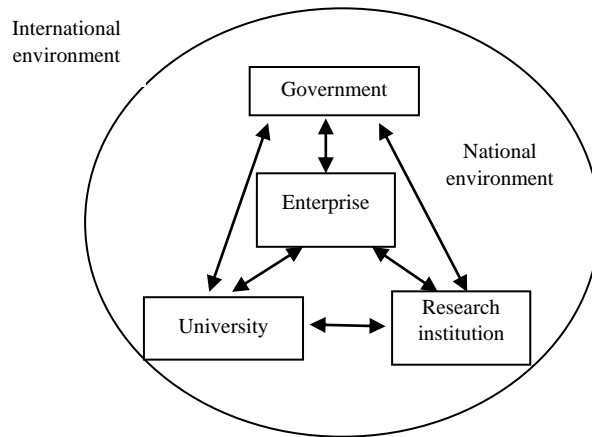 International
environment
Government
National
environment
Enterprise
University
Research
institution